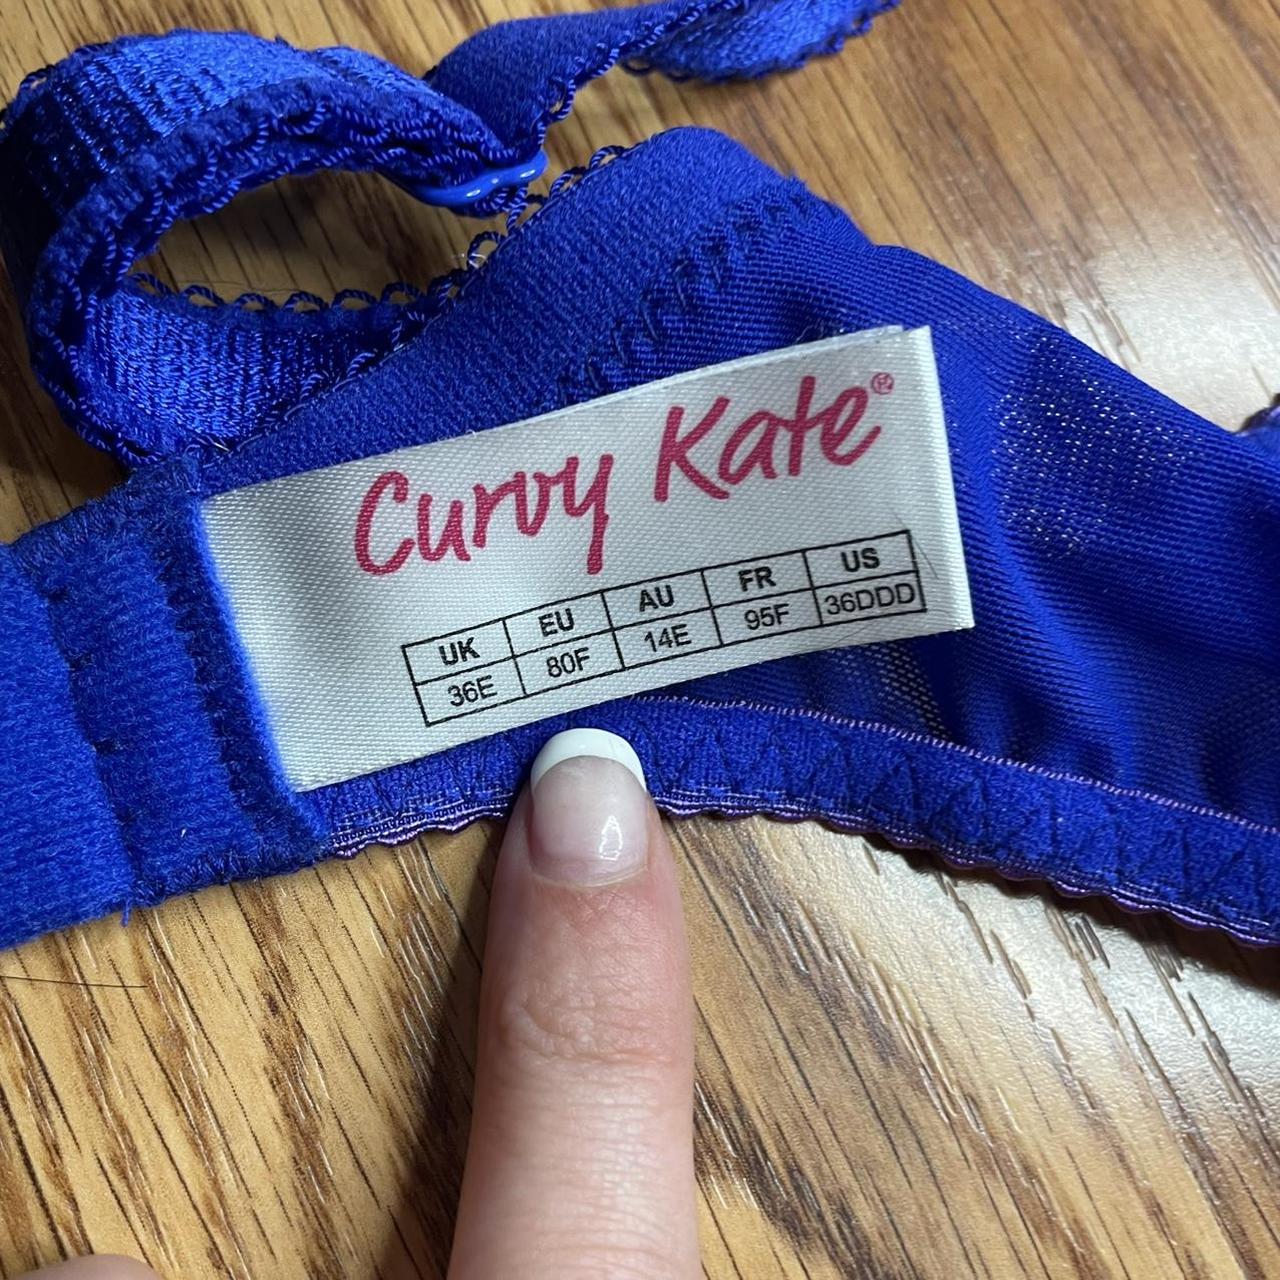 Curvy Kate®
UK EU AU FR US
36E 80F 14E 95F 36DDD